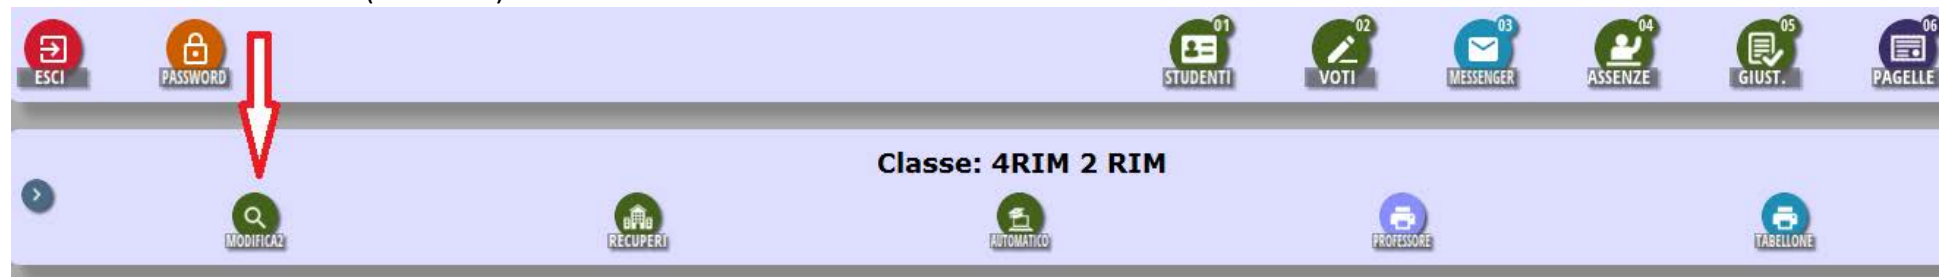 ESCI PASSWORD 01 STUDENTI 02 VOTI 03 MESSENGER 04 ASSENZE 05 GIUST. 06 PAGELLE
Classe: 4RIM 2 RIM
MODIFICA2 RECUPERI AUTOMATICO PROFESSORE TABELLONE